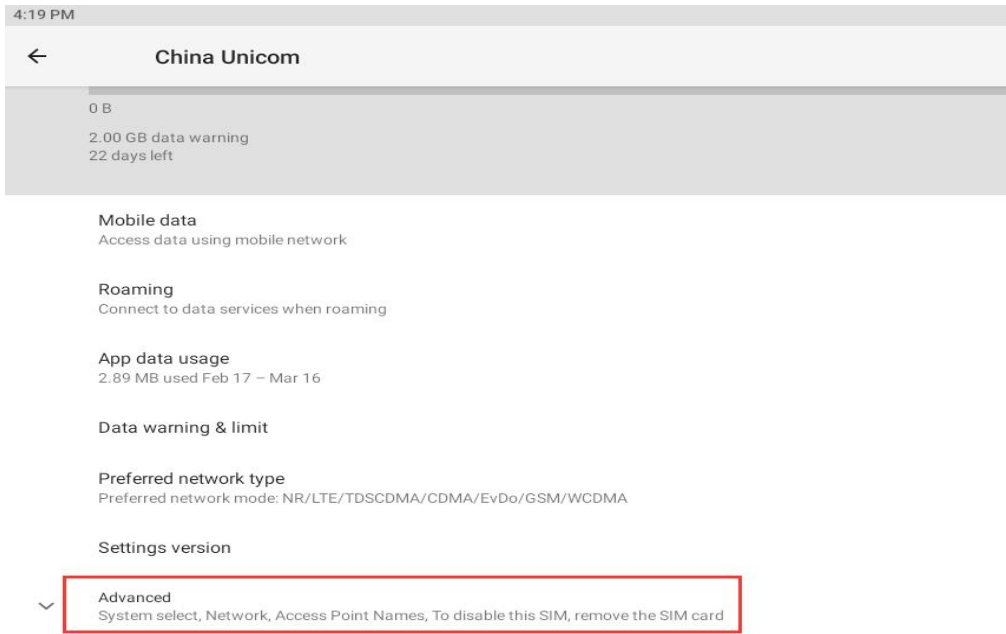 4:19 PM
China Unicom
0 B
2.00 GB data warning
22 days left
Mobile data
Access data using mobile network
Roaming
Connect to data services when roaming
App data usage
2.89 MB used Feb 17 – Mar 16
Data warning & limit
Preferred network type
Preferred network mode: NR/LTE/TDSCDMA/CDMA/EvDo/GSM/WCDMA
Settings version
Advanced
System select, Network, Access Point Names, To disable this SIM, remove the SIM card